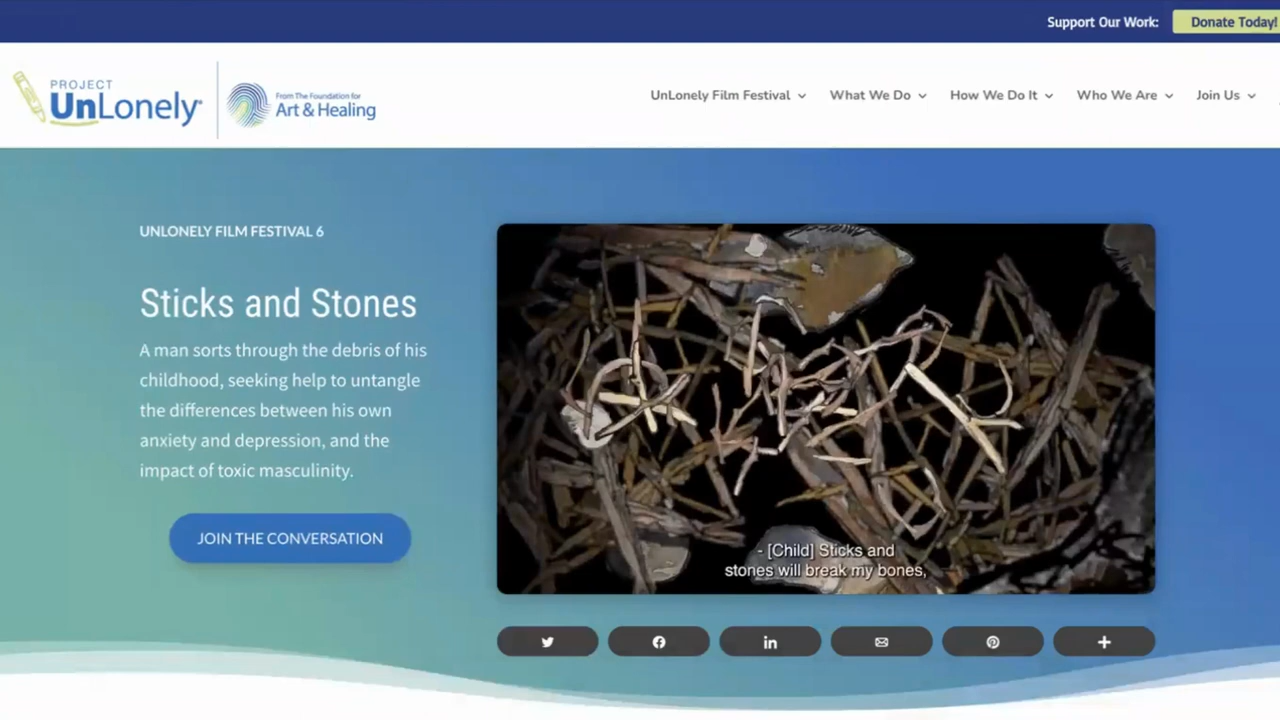 Support Our Work:
Donate Today!
PROJECT
UnLonely
From The Foundation for
Art & Healing
UnLonely Film Festival
What We Do
How We Do It
Who We Are
Join Us
UNLONELY FILM FESTIVAL 6
Sticks and Stones
A man sorts through the debris of his
childhood, seeking help to untangle
the differences between his own
anxiety and depression, and the
impact of toxic masculinity.
JOIN THE CONVERSATION
- [Child] Sticks and
stones will break my bones,